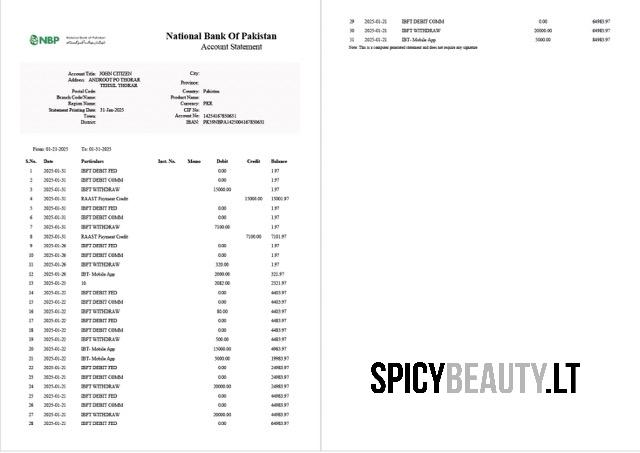 NBP
National Bank of Pakistan
National Bank Of Pakistan
Account Statement
Account Title: JOHN CITIZEN City:
Address: ANDROOT PO THORAR Province:
TEHSIL THORAR
Postal Code: Country: Pakistan
Branch Code/Name: Product Name:
Region Name: Currency: PKR
Statement Printing Date: 31-Jan-2025 CIF No:
Town: Account No: 14254167850631
District: IBAN: PK39NBPA1425004167850631
From: 01-21-2025 To: 01-31-2025
S.No. Date Particulars Inst. No. Memo Debit Credit Balance
1 2025-01-31 IBFT DEBIT FED 0.00 1.97
2 2025-01-31 IBFT DEBIT COMM 0.00 1.97
3 2025-01-31 IBFT WITHDRAW 15000.00 1.97
4 2025-01-31 RAAST Payment Credit 15000.00 15001.97
5 2025-01-31 IBFT DEBIT FED 0.00 1.97
6 2025-01-31 IBFT DEBIT COMM 0.00 1.97
7 2025-01-31 IBFT WITHDRAW 7100.00 1.97
8 2025-01-31 RAAST Payment Credit 7100.00 7101.97
9 2025-01-26 IBFT DEBIT FED 0.00 1.97
10 2025-01-26 IBFT DEBIT COMM 0.00 1.97
11 2025-01-26 IBFT WITHDRAW 320.00 1.97
12 2025-01-26 IBT- Mobile App 2000.00 321.97
13 2025-01-23 2082.00 2321.97
14 2025-01-22 IBFT DEBIT FED 0.00 4403.97
15 2025-01-22 IBFT DEBIT COMM 0.00 4403.97
16 2025-01-22 IBFT WITHDRAW 80.00 4403.97
17 2025-01-22 IBFT DEBIT FED 0.00 4483.97
18 2025-01-22 IBFT DEBIT COMM 0.00 4483.97
19 2025-01-22 IBFT WITHDRAW 500.00 4483.97
20 2025-01-22 IBT- Mobile App 15000.00 4983.97
21 2025-01-22 IBT- Mobile App 5000.00 19983.97
22 2025-01-21 IBFT DEBIT FED 0.00 24983.97
23 2025-01-21 IBFT DEBIT COMM 0.00 24983.97
24 2025-01-21 IBFT WITHDRAW 20000.00 24983.97
25 2025-01-21 IBFT DEBIT FED 0.00 44983.97
26 2025-01-21 IBFT DEBIT COMM 0.00 44983.97
27 2025-01-21 IBFT WITHDRAW 20000.00 44983.97
28 2025-01-21 IBFT DEBIT FED 0.00 64983.97
29 2025-01-21 IBFT DEBIT COMM 0.00 64983.97
30 2025-01-21 IBFT WITHDRAW 20000.00 64983.97
31 2025-01-21 IBT- Mobile App 5000.00 84983.97
Note: This is a computer generated statement and does not require any signature
SPICYBEAUTY.LT